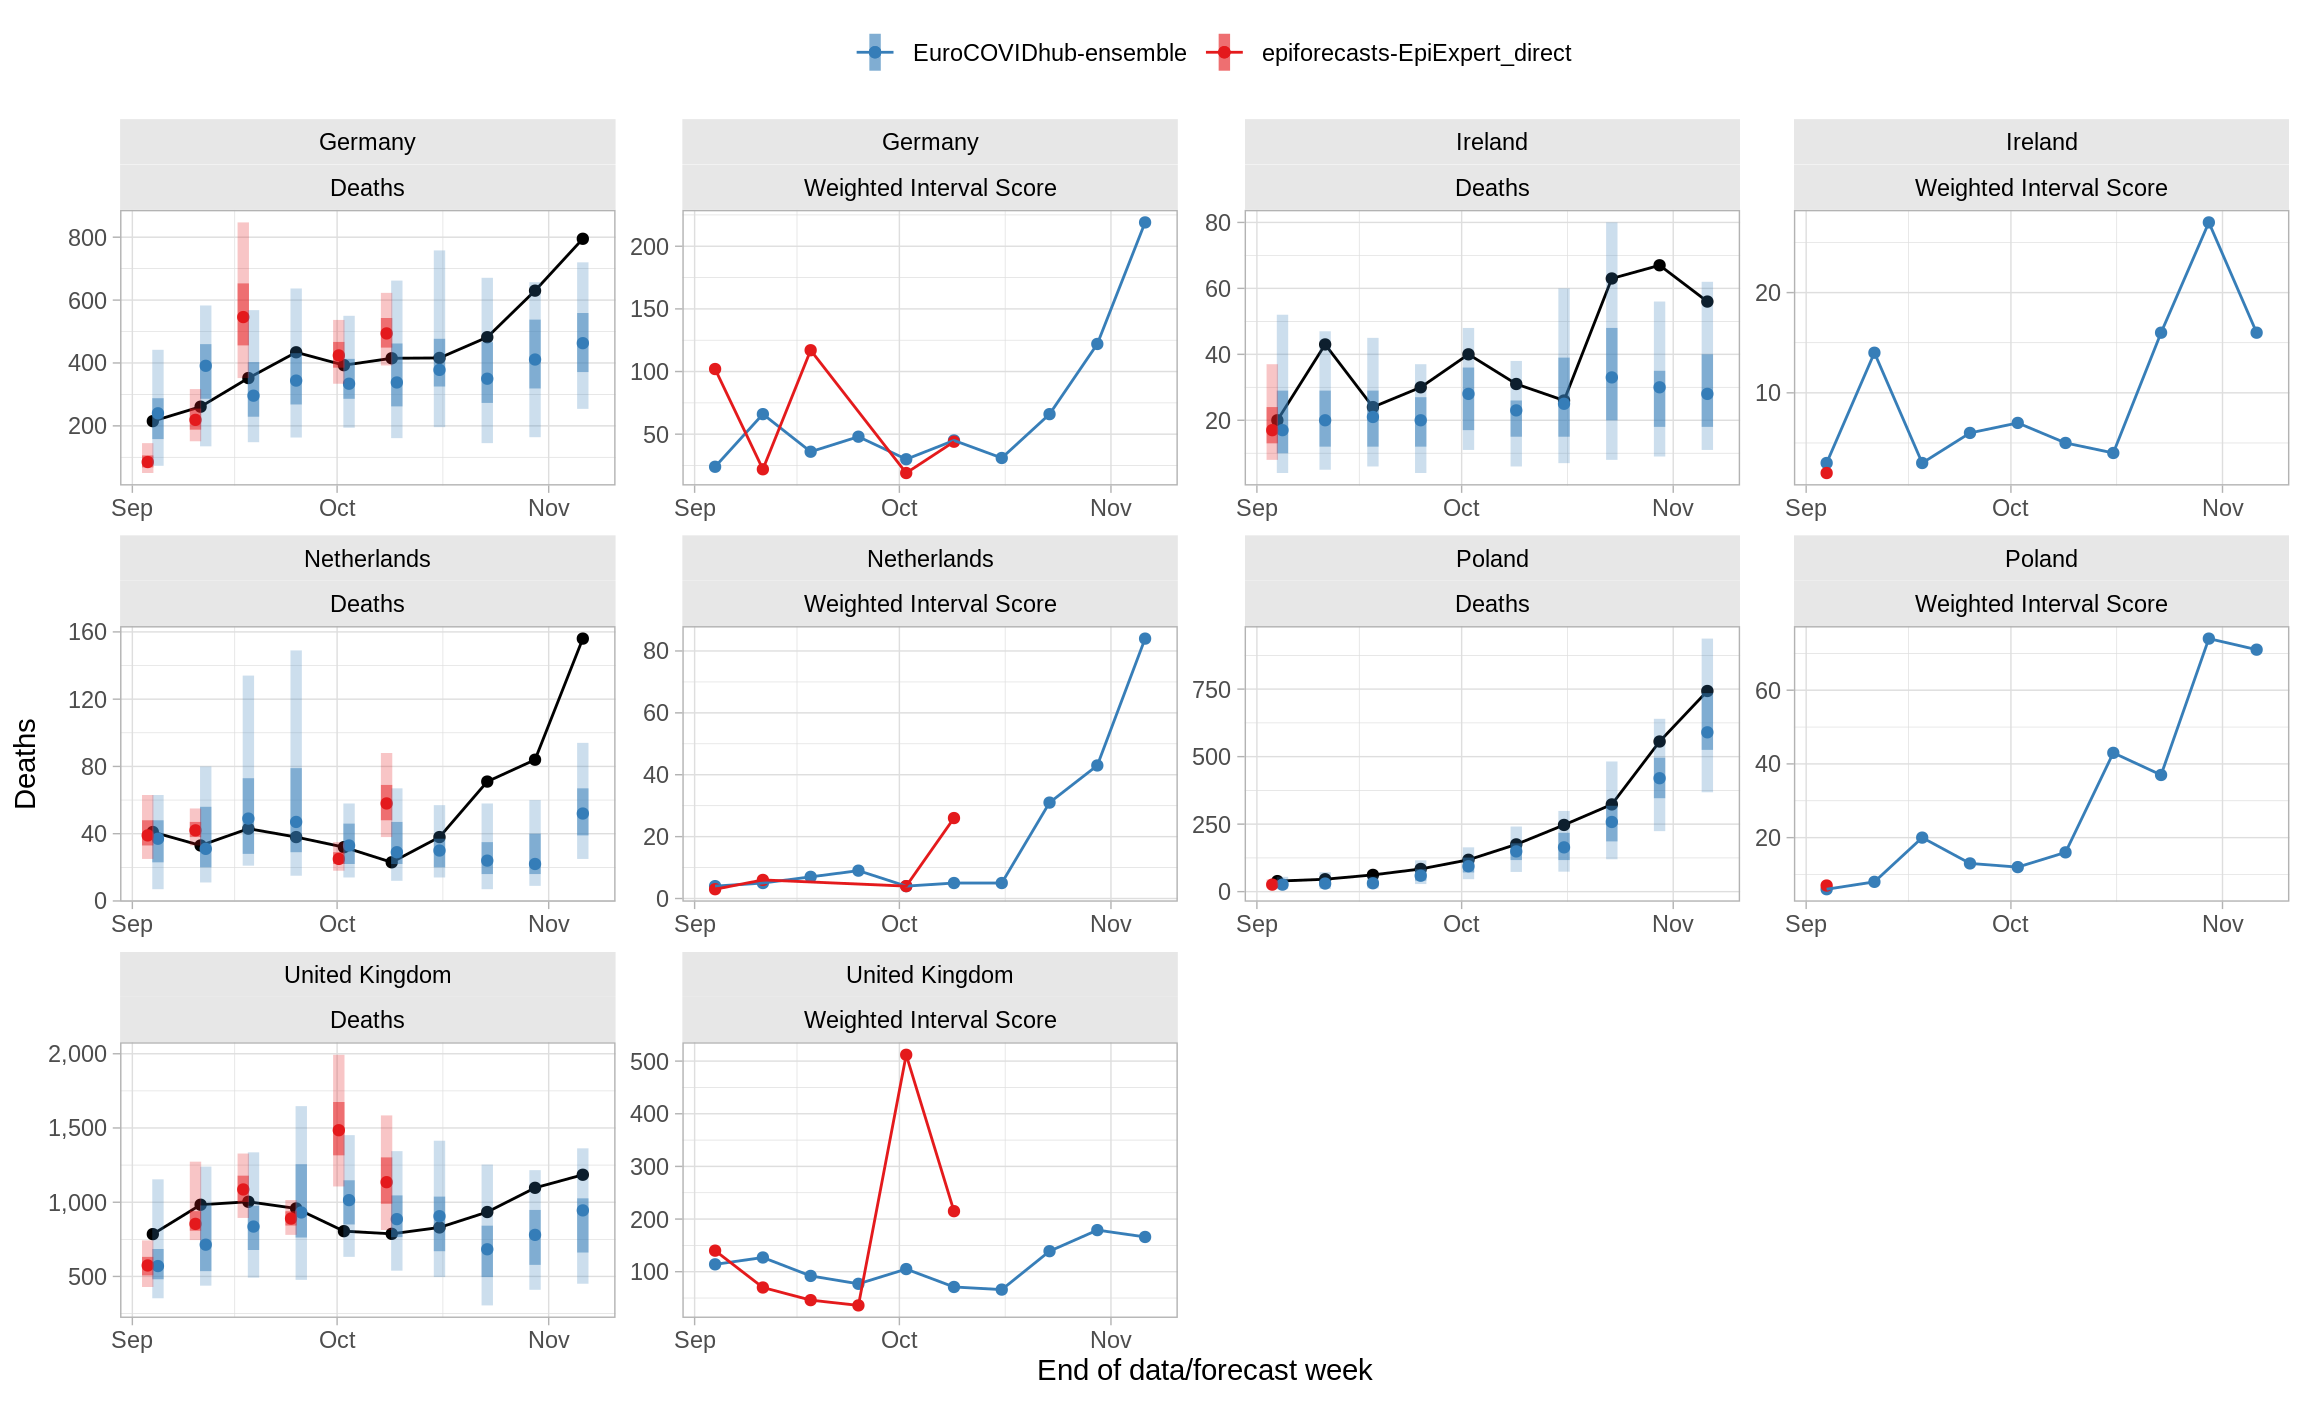 EuroCOVIDhub-ensemble epiforecasts-EpiExpert_direct
Germany Germany Ireland Ireland
Deaths Weighted Interval Score Deaths Weighted Interval Score
800 200 80 20
600 150 60 10
400 100 40
200 50 20
Sep Oct Nov Sep Oct Nov Sep Oct Nov Sep Oct Nov
Netherlands Netherlands Poland Poland
Deaths Weighted Interval Score Deaths Weighted Interval Score
160 80 750 60
120 60 500 40
80 40 250 20
40 20 0
0 0
Sep Oct Nov Sep Oct Nov Sep Oct Nov Sep Oct Nov
Deaths
United Kingdom United Kingdom
Deaths Weighted Interval Score
2,000 500
1,500 400
1,000 300
500 200
100
Sep Oct Nov Sep Oct Nov
End of data/forecast week